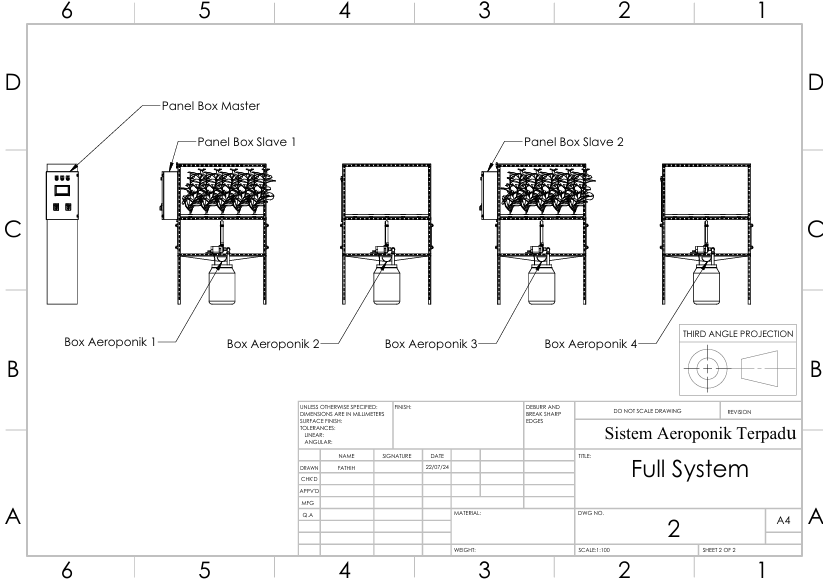 6 5 4 3 2 1
D D
Panel Box Master
Panel Box Slave 1
Panel Box Slave 2
C C
Box Aeroponik 1
Box Aeroponik 2
Box Aeroponik 3
Box Aeroponik 4
THIRD ANGLE PROJECTION
B B
UNLESS OTHERWISE SPECIFIED:
DIMENSIONS ARE IN MILLIMETERS
SURFACE FINISH:
TOLERANCES:
LINEAR:
ANGULAR:
FINISH:
DEBURR AND
BREAK SHARP
EDGES
DO NOT SCALE DRAWING
REVISION
Sistem Aeroponik Terpadu
NAME SIGNATURE DATE
DRAWN FATHIH 22/07/24
CHK'D
APPV'D
MFG
Q.A
TITLE:
Full System
MATERIAL:
DWG NO.
2
A4
WEIGHT:
SCALE:1:100
SHEET 2 OF 2
A A
6 5 4 3 2 1